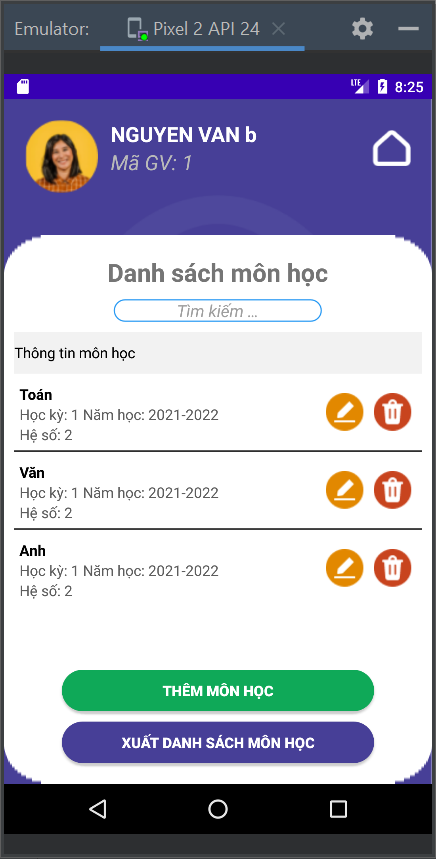 Emulator: Pixel 2 API 24
LTE 8:25
NGUYEN VAN b
Mã GV: 1
Danh sách môn học
Tìm kiếm ...
Thông tin môn học
Toán
Học kỳ: 1 Năm học: 2021-2022
Hệ số: 2
Văn
Học kỳ: 1 Năm học: 2021-2022
Hệ số: 2
Anh
Học kỳ: 1 Năm học: 2021-2022
Hệ số: 2
THÊM MÔN HỌC
XUẤT DANH SÁCH MÔN HỌC